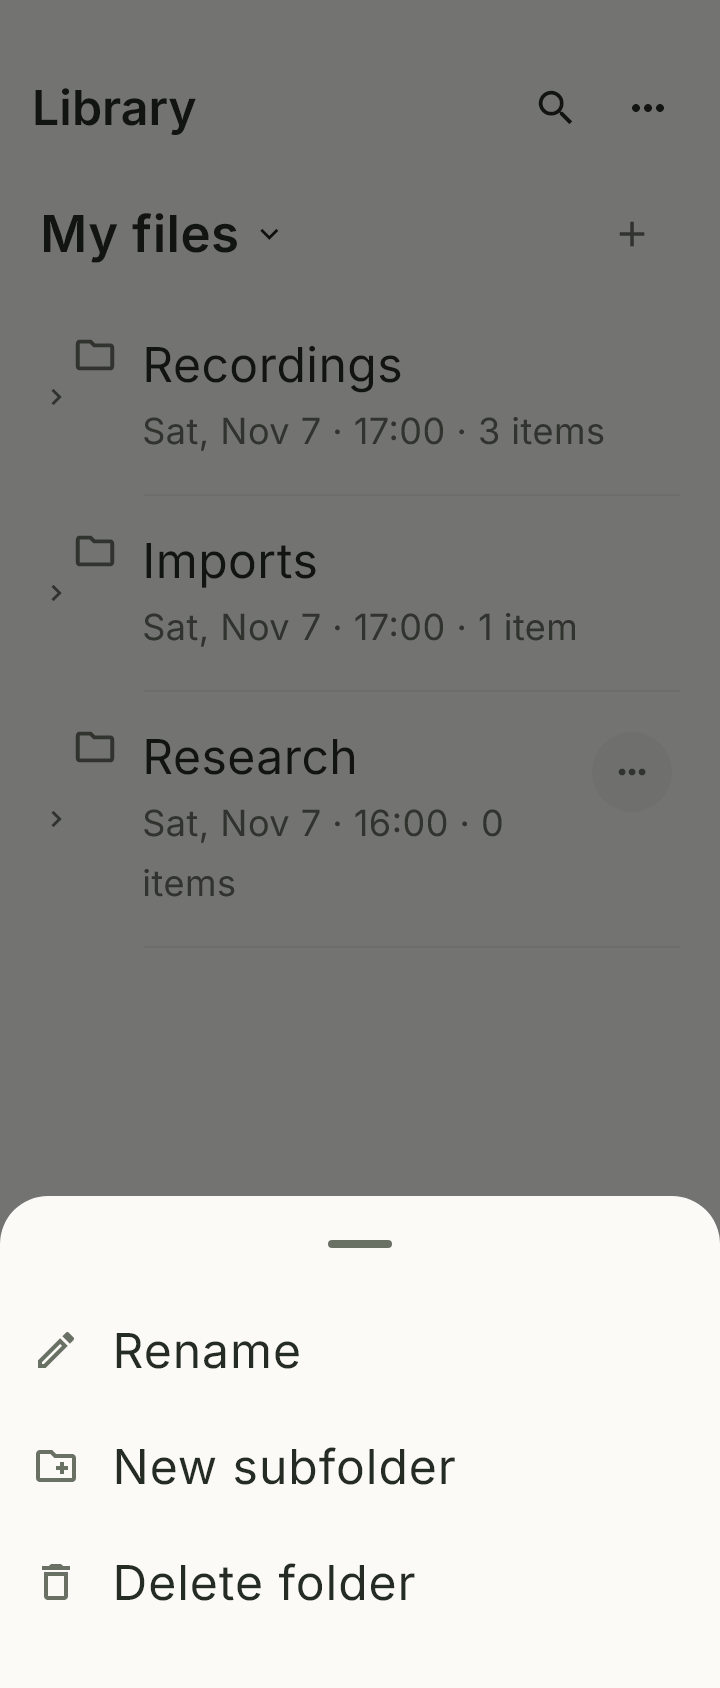 Library
My files
Recordings
Sat, Nov 7 · 17:00 · 3 items
Imports
Sat, Nov 7 · 17:00 · 1 item
Research
Sat, Nov 7 · 16:00 · 0
items
Rename
New subfolder
Delete folder